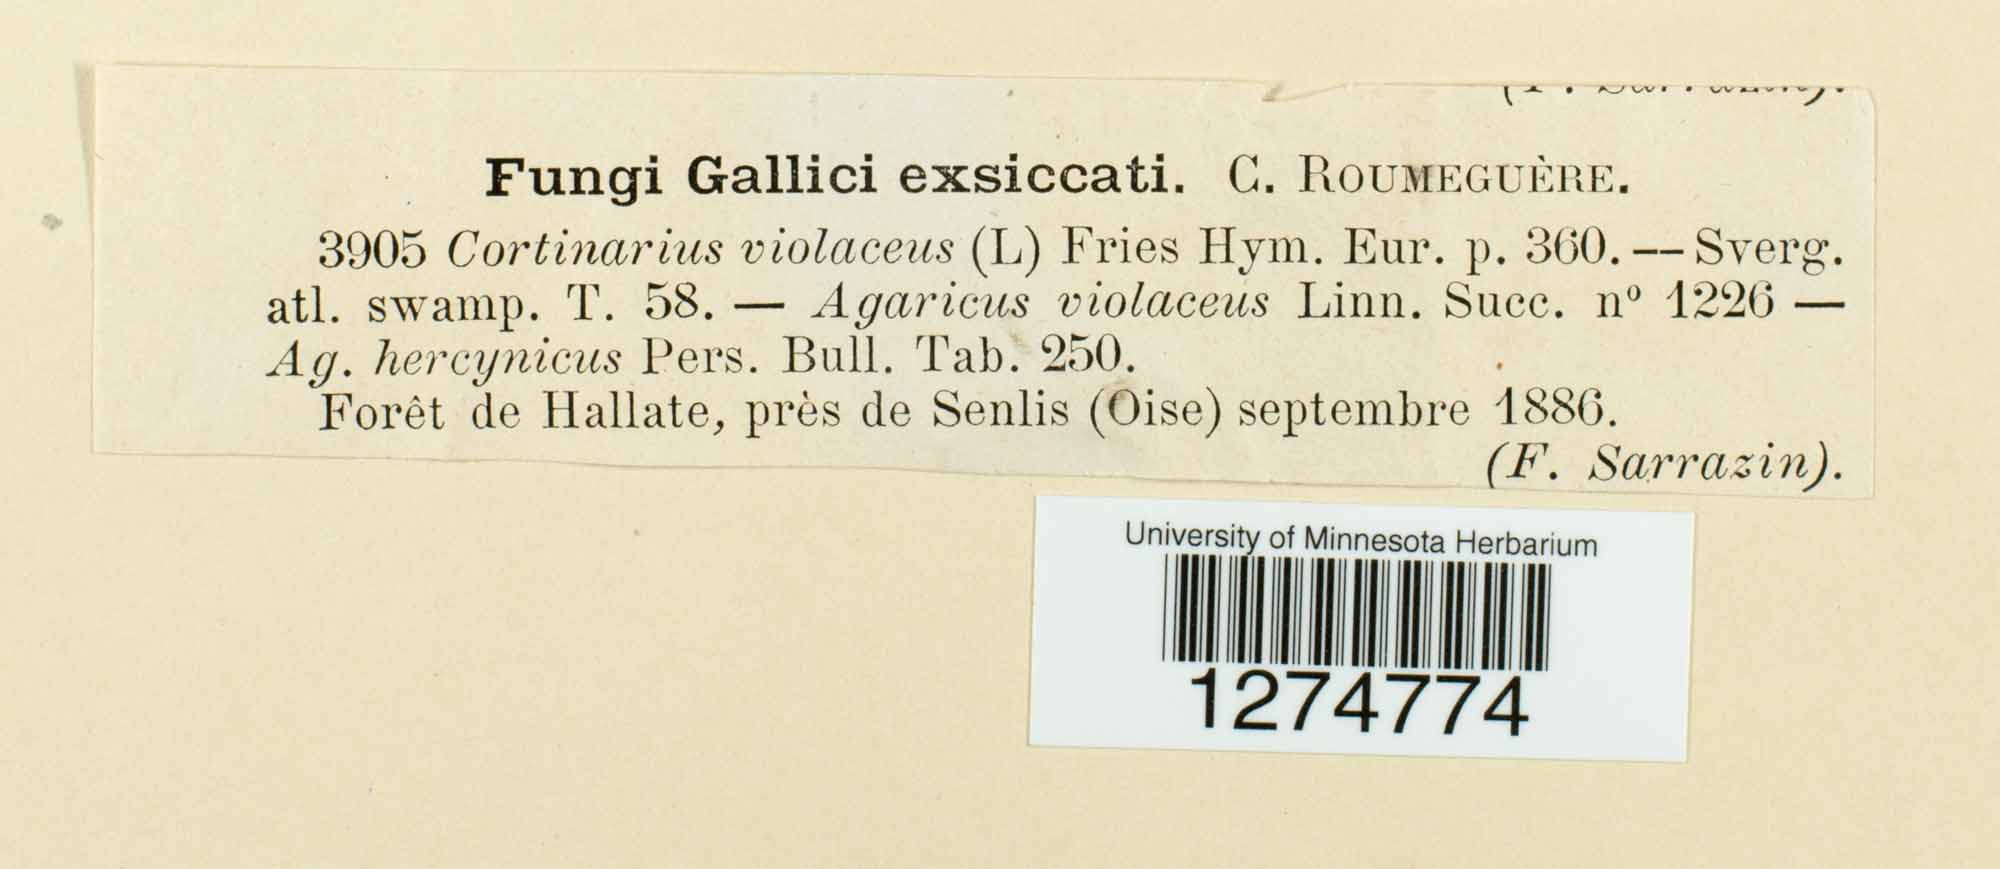 (F. Sarrazin).
Fungi Gallici exsiccati. C. ROUMEGUÈRE.
3905 Cortinarius violaceus (L) Fries Hym. Eur. p. 360. — Sverg.
atl. swamp. T. 58. — Agaricus violaceus Linn. Succ. nº 1226 —
Ag. hercynicus Pers. Bull. Tab. 250.
Forêt de Hallate, près de Senlis (Oise) septembre 1886.
(F. Sarrazin).
University of Minnesota Herbarium
1274774